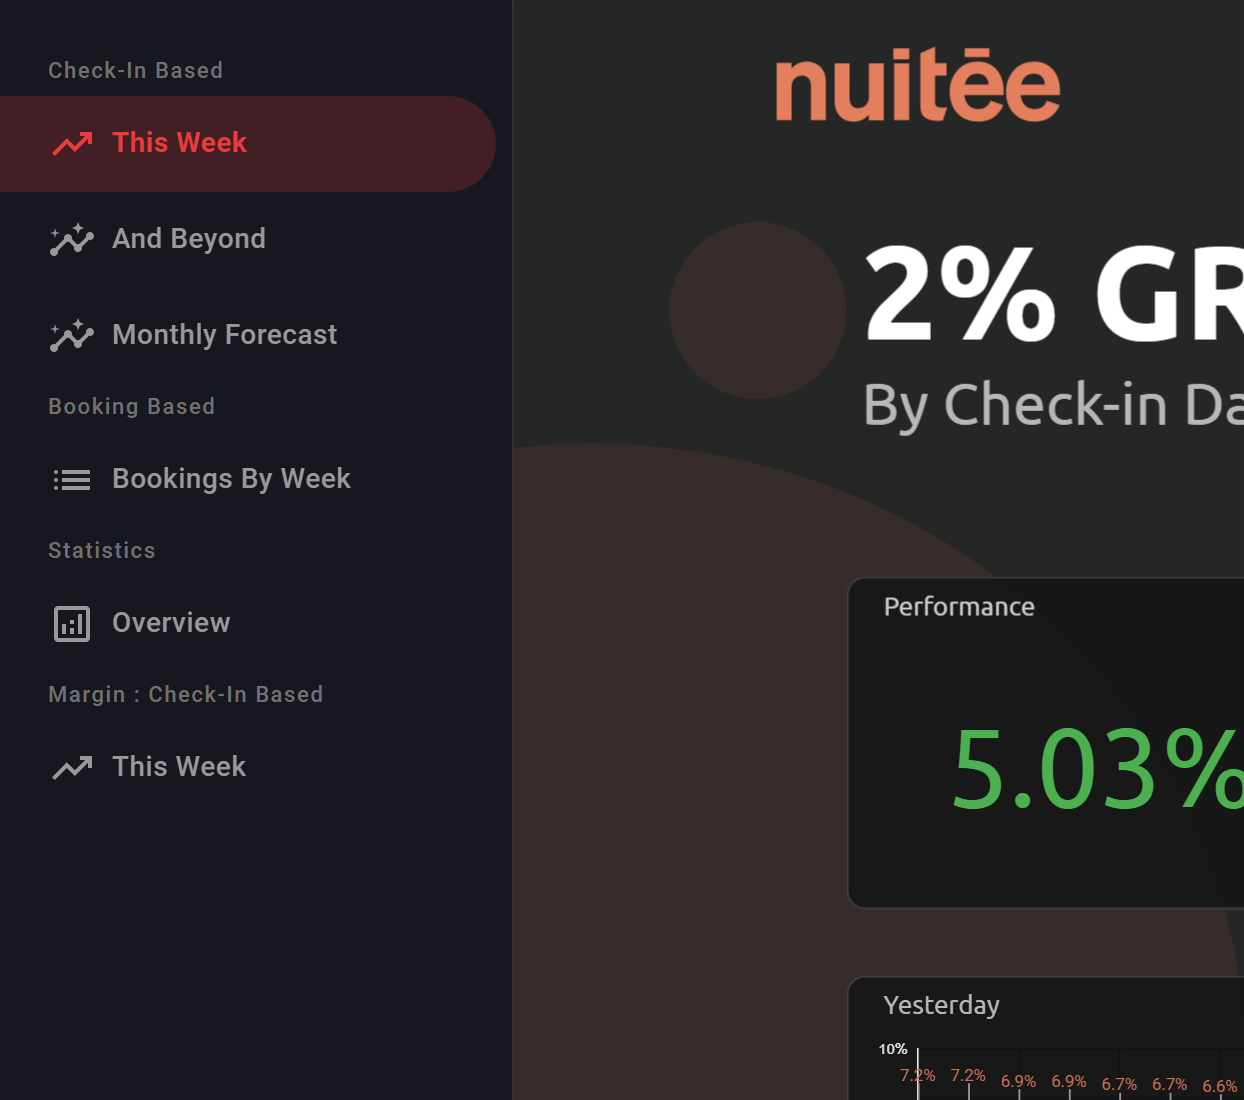 Check-In Based
This Week
And Beyond
Monthly Forecast
Booking Based
Bookings By Week
Statistics
Overview
Margin : Check-In Based
This Week
nuitēe
2% GR
By Check-in Da
Performance
5.03%
Yesterday
10%
7.2% 7.2% 6.9% 6.9% 6.7% 6.7% 6.6%